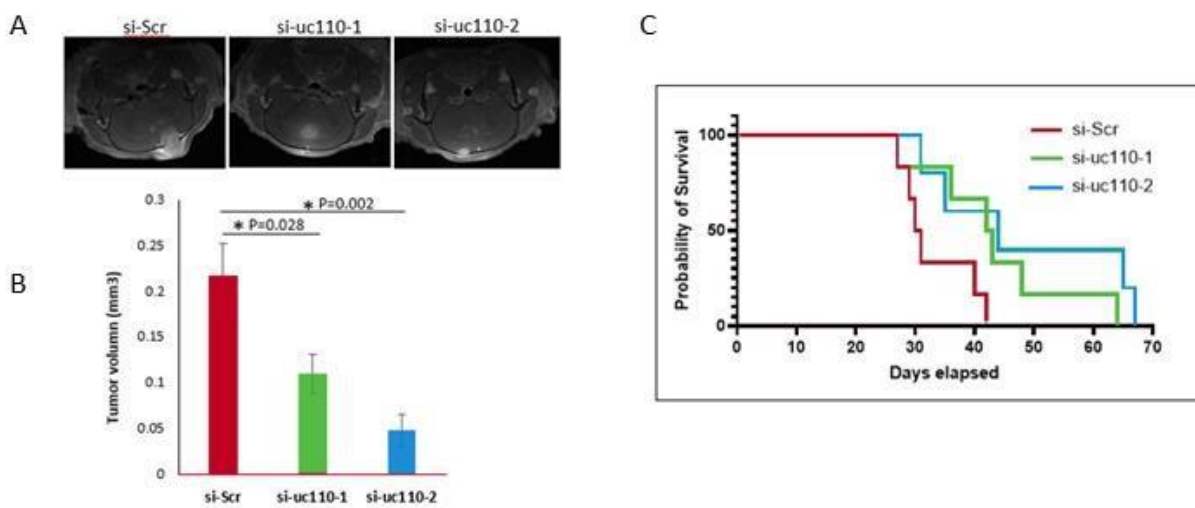 A
si-Scr si-uc110-1 si-uc110-2
B
Tumor volumn (mm3)
0.3
0.25
0.2
0.15
0.1
0.05
0
* P=0.002
* P=0.028
si-Scr si-uc110-1 si-uc110-2
C
Probability of Survival
100
50
0
si-Scr
si-uc110-1
si-uc110-2
0 10 20 30 40 50 60 70
Days elapsed